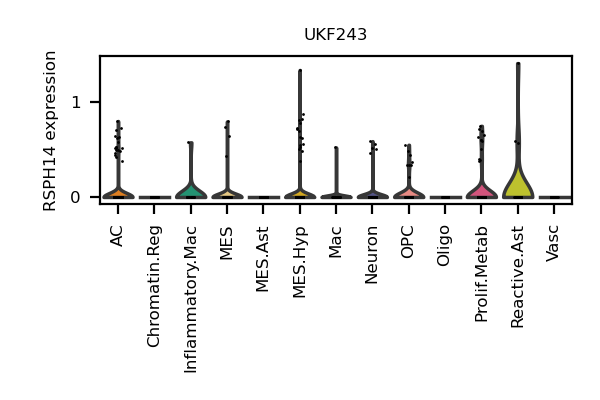 UKF243
RSPH14 expression
1
0
AC
Chromatin.Reg
Inflammatory.Mac
MES
MES.Ast
MES.Hyp
Mac
Neuron
OPC
Oligo
Prolif.Metab
Reactive.Ast
Vasc